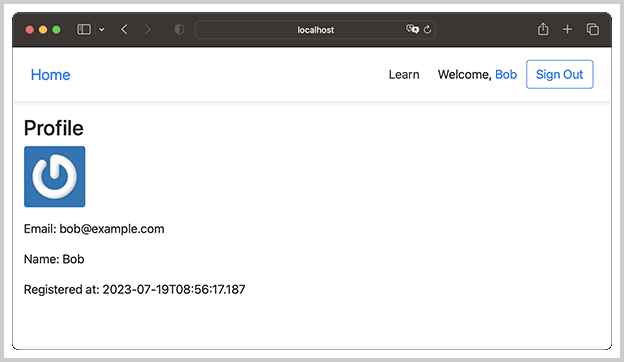 localhost
Home Learn Welcome, Bob Sign Out
Profile
Email: bob@example.com
Name: Bob
Registered at: 2023-07-19T08:56:17.187